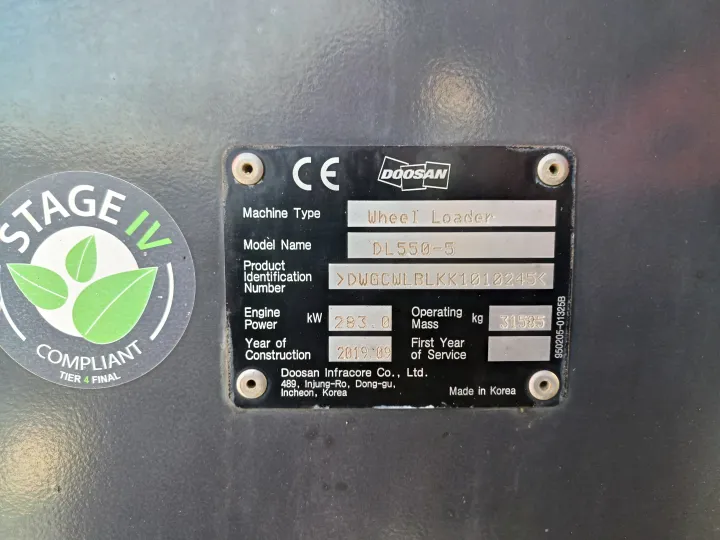 STAGE IV
COMPLIANT
TIER 4 FINAL
CE DOOSAN
Machine Type Wheel Loader
Model Name DL550-5
Product
Identification
Number >DWGCWLBLKK1010245<
Engine
Power kW 283.0 Operating
Mass kg 31585
Year of
Construction 2019 09 First Year
of Service
Doosan Infracore Co., Ltd.
489, Injung-Ro, Dong-gu,
Incheon, Korea
Made in Korea
950205-01325B